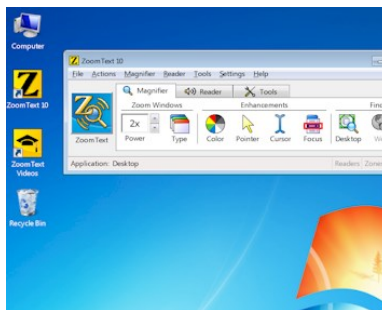 Computer
ZoomText 10
ZoomText
Videos
Recycle Bin
ZoomText 10
File Actions Magnifier Reader Tools Settings Help
Magnifier Reader Tools
Zoom Windows Enhancements
2x
ZoomText Power Type Color Pointer Cursor Focus Desktop
Application: Desktop Readers